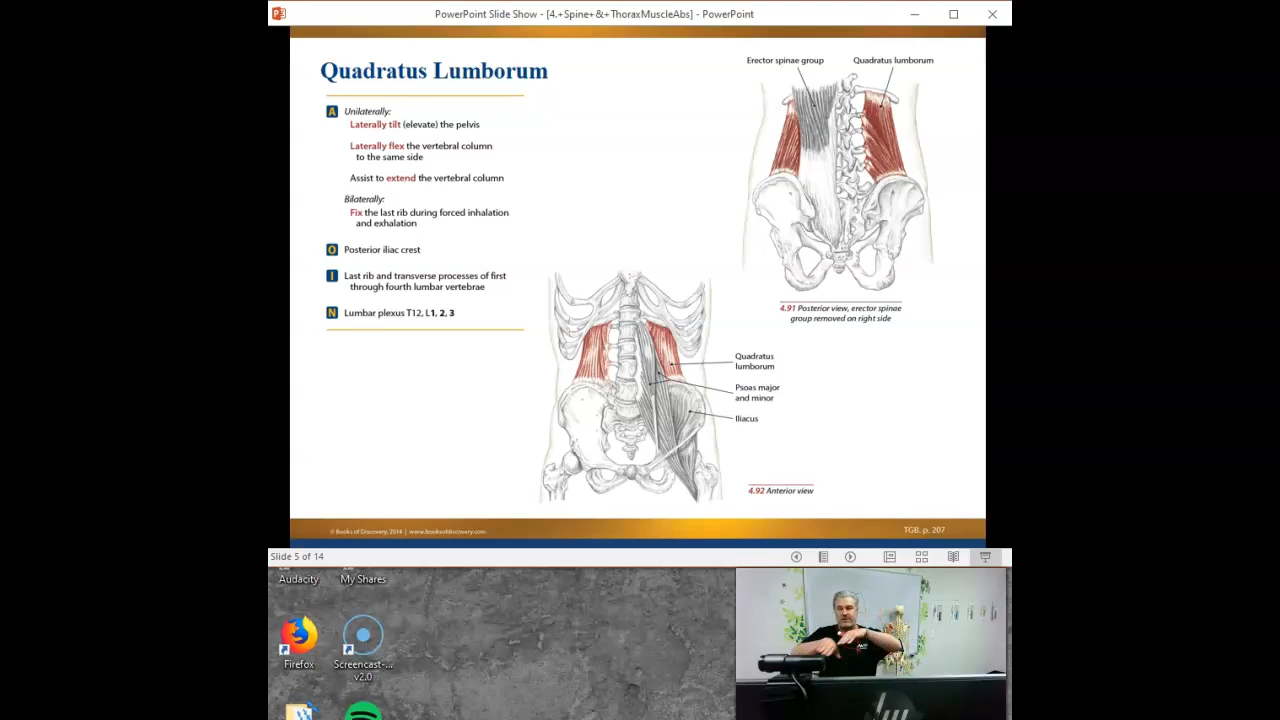 PowerPoint Slide Show - [4.+Spine+&+ThoraxMuscleAbs] - PowerPoint
Quadratus Lumborum
A Unilaterally:
Laterally tilt (elevate) the pelvis
Laterally flex the vertebral column
to the same side
Assist to extend the vertebral column
Bilaterally:
Fix the last rib during forced inhalation
and exhalation
O Posterior iliac crest
I Last rib and transverse processes of first
through fourth lumbar vertebrae
N Lumbar plexus T12, L1, 2, 3
Erector spinae group
Quadratus lumborum
4.91 Posterior view, erector spinae
group removed on right side
Quadratus
lumborum
Psoas major
and minor
Iliacus
4.92 Anterior view
© Books of Discovery, 2014 | www.booksofdiscovery.com
TGB, p. 207
Slide 5 of 14
Audacity
My Shares
Firefox
Screencast-...
v2.0
hp